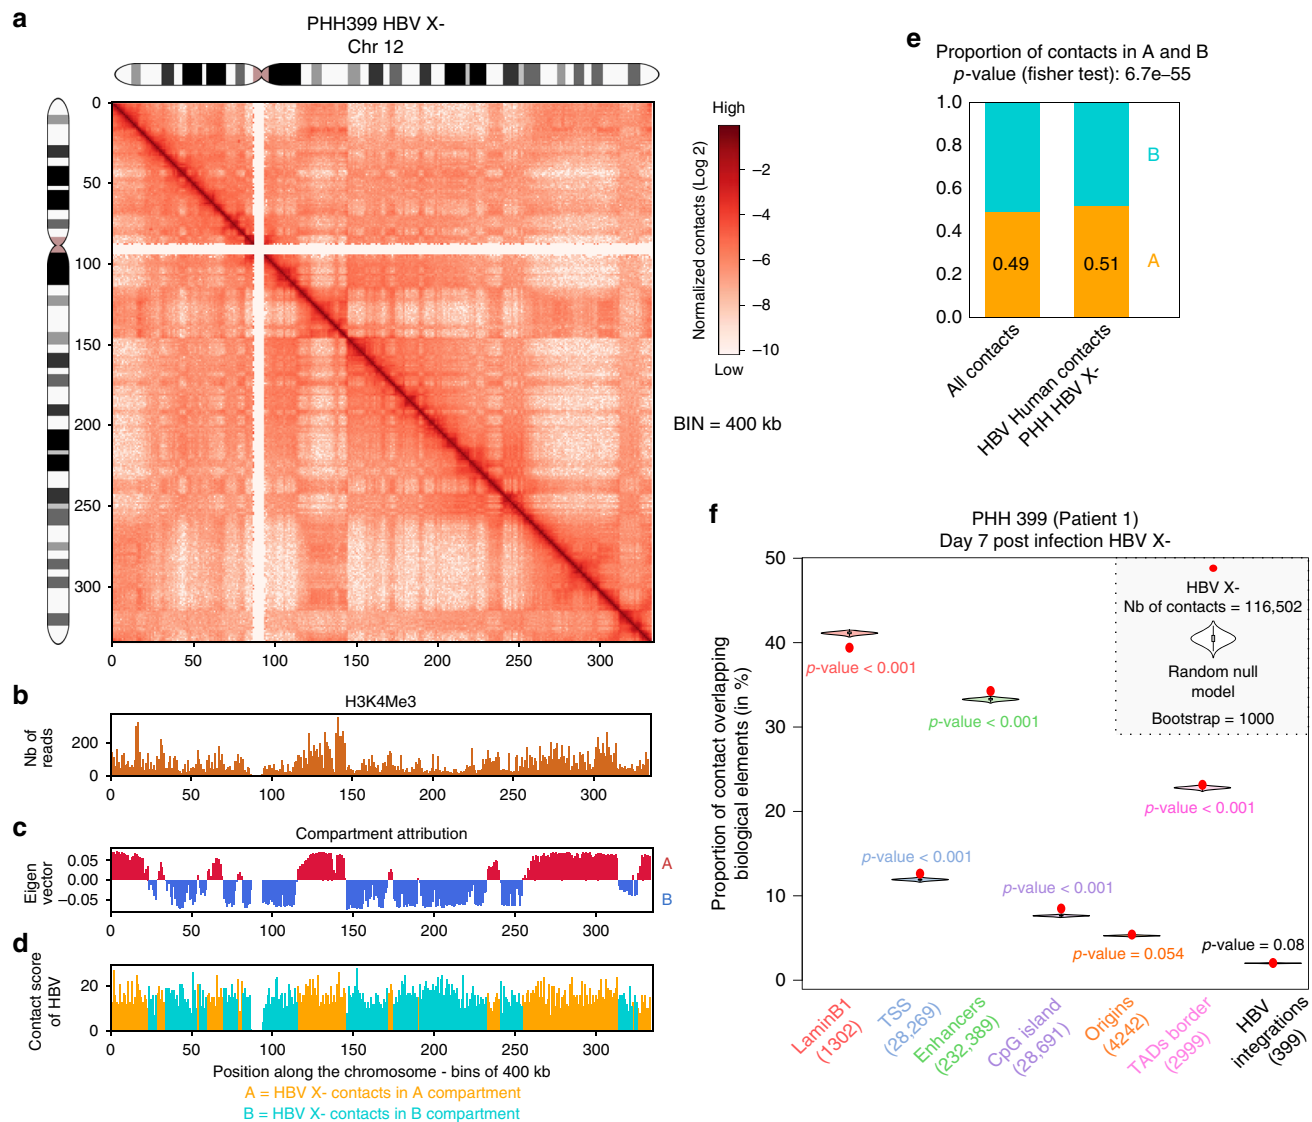 a
PHH399 HBV X-
Chr 12
0
50
100
150
200
250
300
0
50
100
150
200
250
300
High
−2
−4
−6
−8
−10
Low
Normalized contacts (Log 2)
BIN = 400 kb
b
H3K4Me3
Nb of
reads
200
0
0
50
100
150
200
250
300
c
Compartment attribution
Eigen
vector
0.05
0.00
−0.05
A
B
0
50
100
150
200
250
300
d
Contact score
of HBV
20
0
0
50
100
150
200
250
300
Position along the chromosome - bins of 400 kb
A = HBV X- contacts in A compartment
B = HBV X- contacts in B compartment
e
Proportion of contacts in A and B
p-value (fisher test): 6.7e–55
1.0
0.8
0.6
0.4
0.2
0.0
0.49
0.51
B
A
All contacts
HBV Human contacts
PHH HBV X-
f
PHH 399 (Patient 1)
Day 7 post infection HBV X-
Proportion of contact overlapping
biological elements (in %)
50
40
30
20
10
0
HBV X-
Nb of contacts = 116,502
Random null
model
Bootstrap = 1000
p-value < 0.001
p-value < 0.001
p-value < 0.001
p-value < 0.001
p-value = 0.054
p-value < 0.001
p-value = 0.08
LaminB1
(1302)
TSS
(28,269)
Enhancers
(232,389)
CpG island
(28,691)
Origins
(4242)
TADs border
(2999)
HBV
integrations
(399)